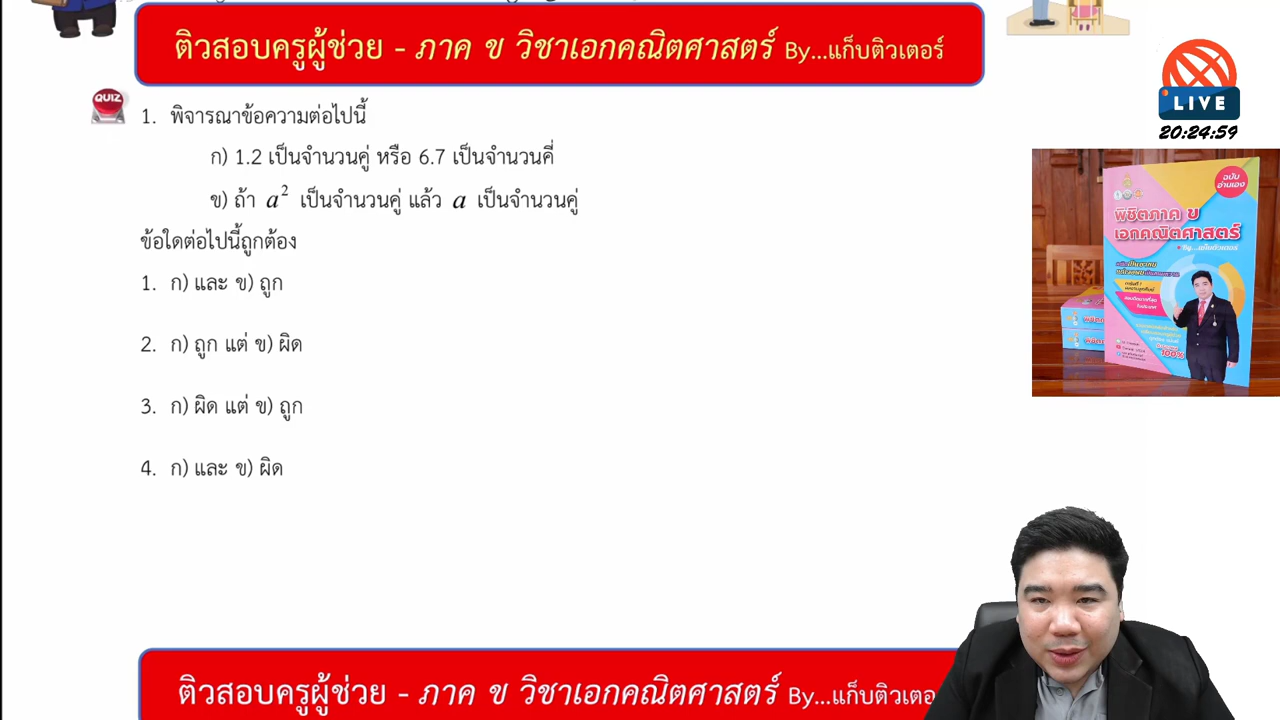 ติวสอบครูผู้ช่วย - ภาค ข วิชาเอกคณิตศาสตร์ By...แก็บติวเตอร์
LIVE
20:24:59
QUIZ
1. พิจารณาข้อความต่อไปนี้
ก) 1.2 เป็นจำนวนคู่ หรือ 6.7 เป็นจำนวนคี่
ข) ถ้า a² เป็นจำนวนคู่ แล้ว a เป็นจำนวนคู่
ข้อใดต่อไปนี้ถูกต้อง
1. ก) และ ข) ถูก
2. ก) ถูก แต่ ข) ผิด
3. ก) ผิด แต่ ข) ถูก
4. ก) และ ข) ผิด
ฉบับ
อ่านเอง
พิชิตภาค ข
เอกคณิตศาสตร์
100%
ติวสอบครูผู้ช่วย - ภาค ข วิชาเอกคณิตศาสตร์ By...แก็บติวเตอ